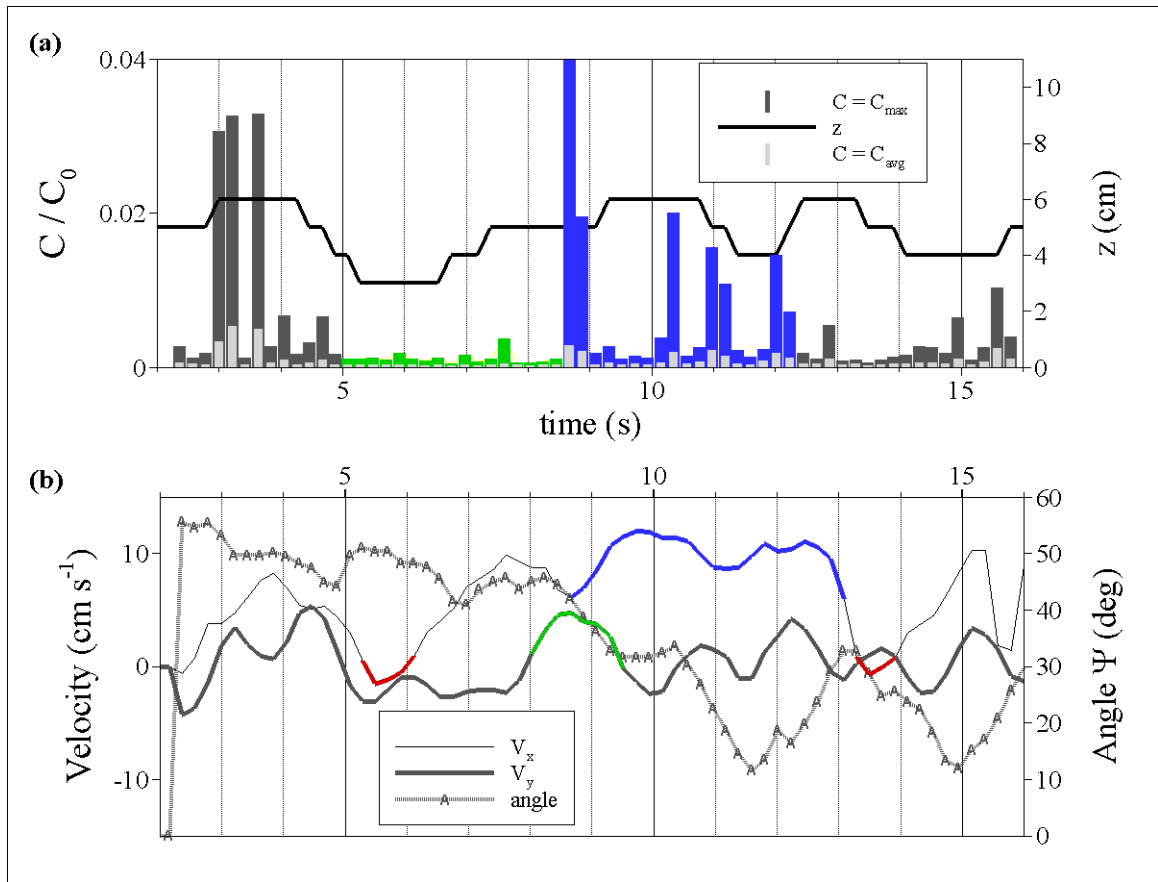 (a)
0.04
0.02
0
C / C0
C = Cmax
z
C = Cavg
10
8
6
4
2
0
z (cm)
5 10 15
time (s)
(b)
5 10 15
10
0
-10
Velocity (cm s-1)
Vx
Vy
angle
60
50
40
30
20
10
0
Angle Ψ (deg)